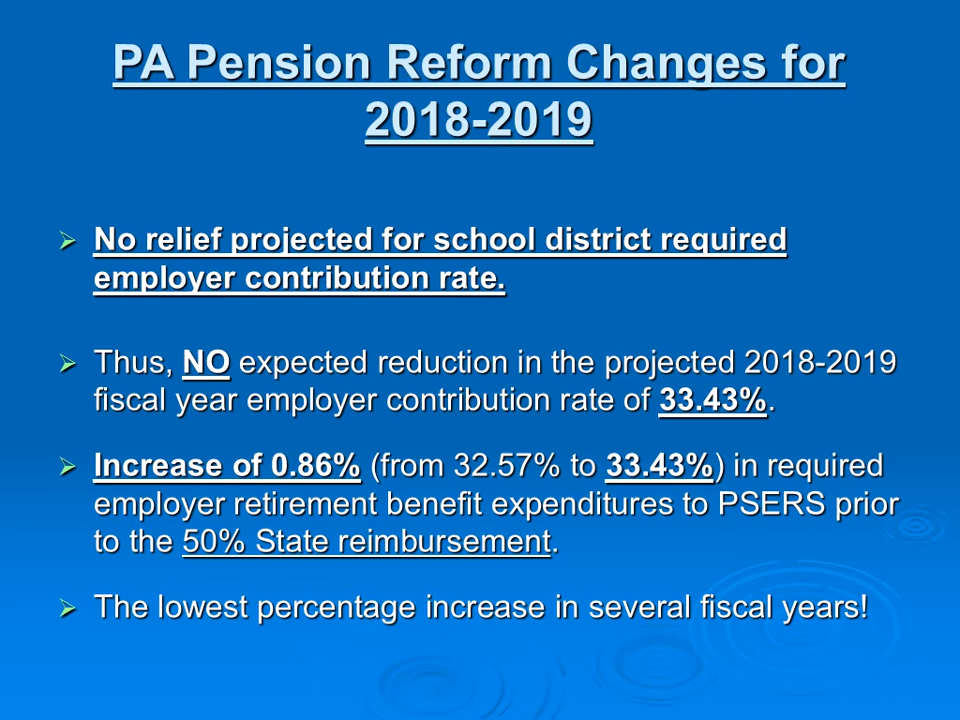 PA Pension Reform Changes for
2018-2019
No relief projected for school district required
employer contribution rate.
Thus, NO expected reduction in the projected 2018-2019
fiscal year employer contribution rate of 33.43%.
Increase of 0.86% (from 32.57% to 33.43%) in required
employer retirement benefit expenditures to PSERS prior
to the 50% State reimbursement.
The lowest percentage increase in several fiscal years!